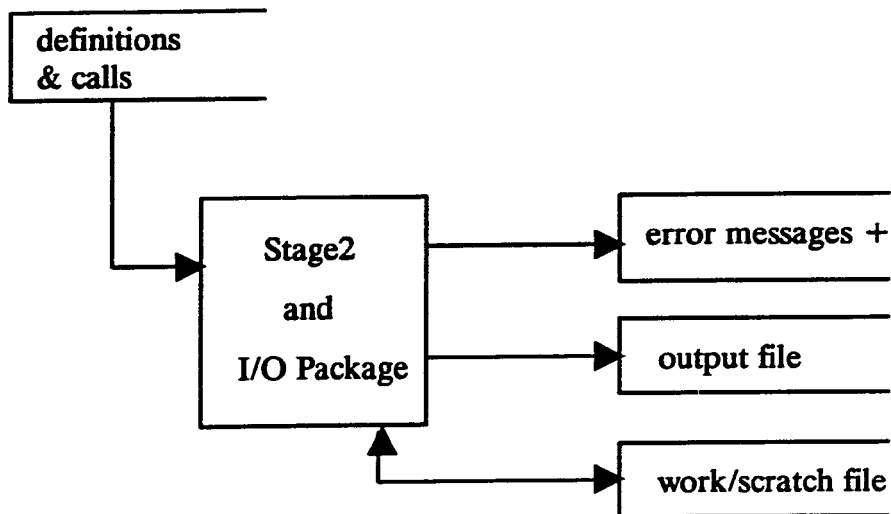 definitions
& calls
Stage2
and
I/O Package
error messages +
output file
work/scratch file